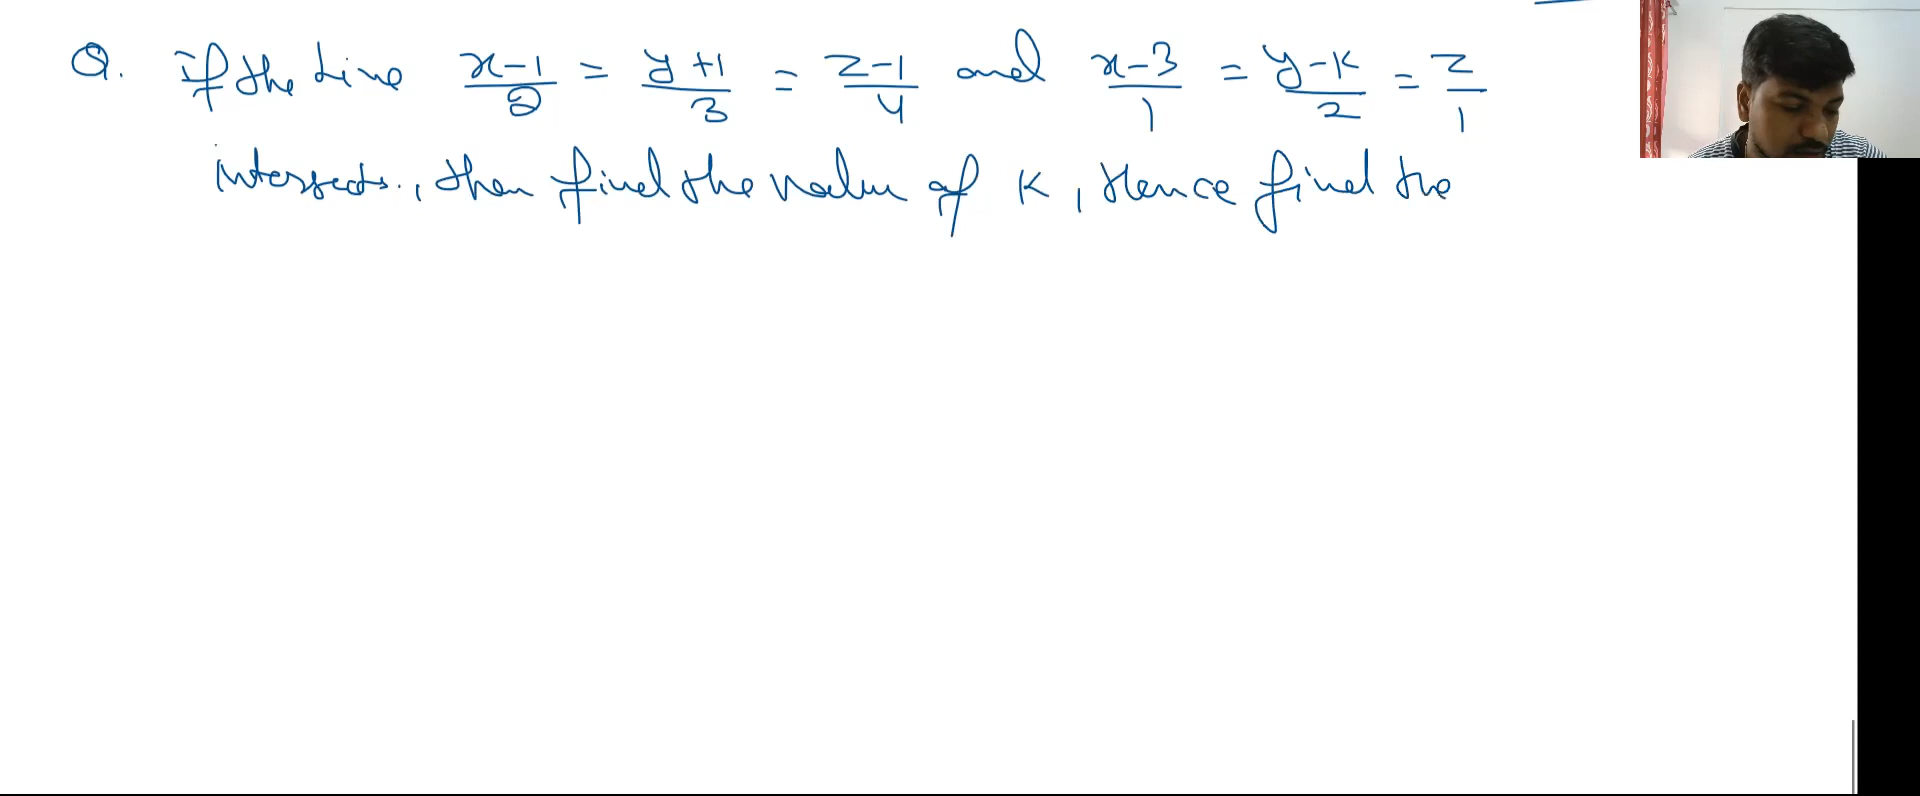 Q. if the Line x-1/2 = y+1/3 = z-1/4 and x-3/1 = y-k/2 = z/1
intersects., then find the value of K, Hence find the